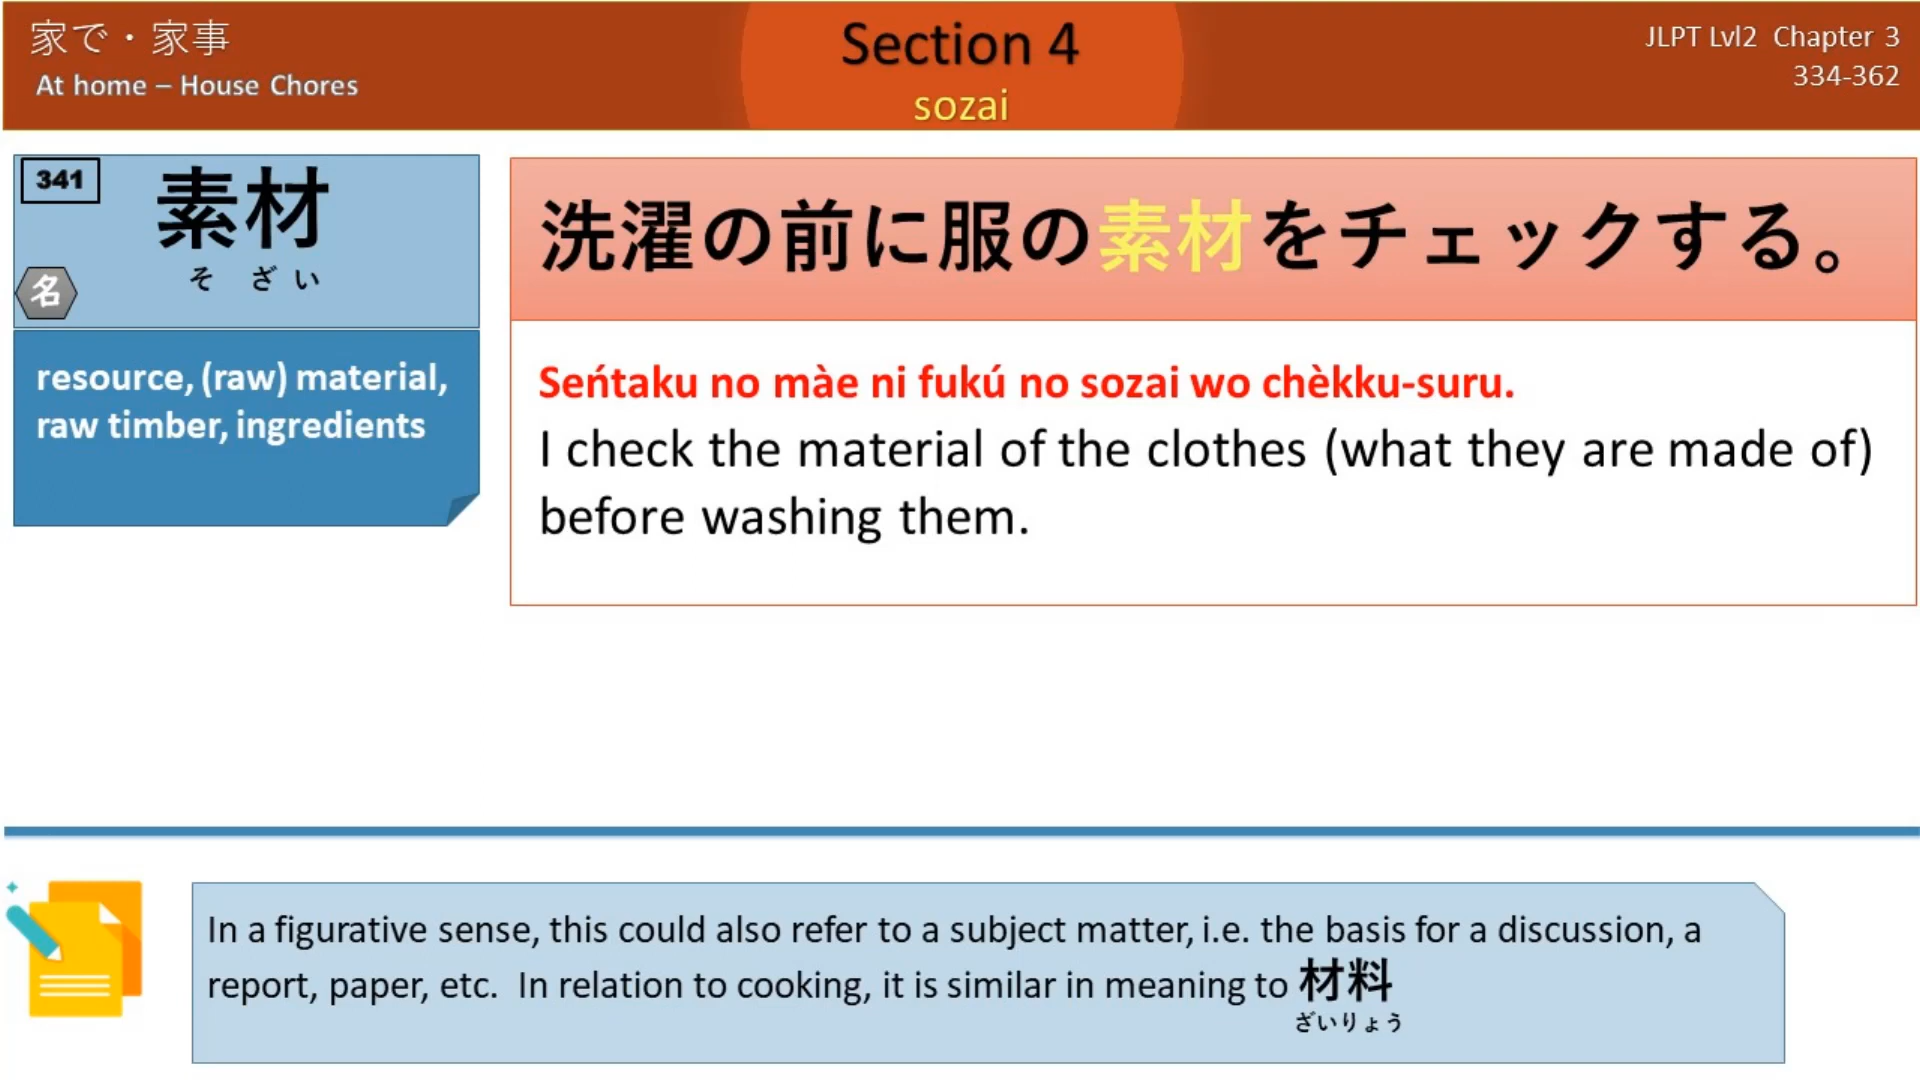 家で・家事
At home – House Chores
Section 4
sozai
JLPT Lvl2  Chapter 3
334-362
341
素材
そ ざ い
名
resource, (raw) material,
raw timber, ingredients
洗濯の前に服の素材をチェックする。
Seńtaku no màe ni fukú no sozai wo chèkku-suru.
I check the material of the clothes (what they are made of)
before washing them.
In a figurative sense, this could also refer to a subject matter, i.e. the basis for a discussion, a
report, paper, etc.  In relation to cooking, it is similar in meaning to 材料
ざいりょう